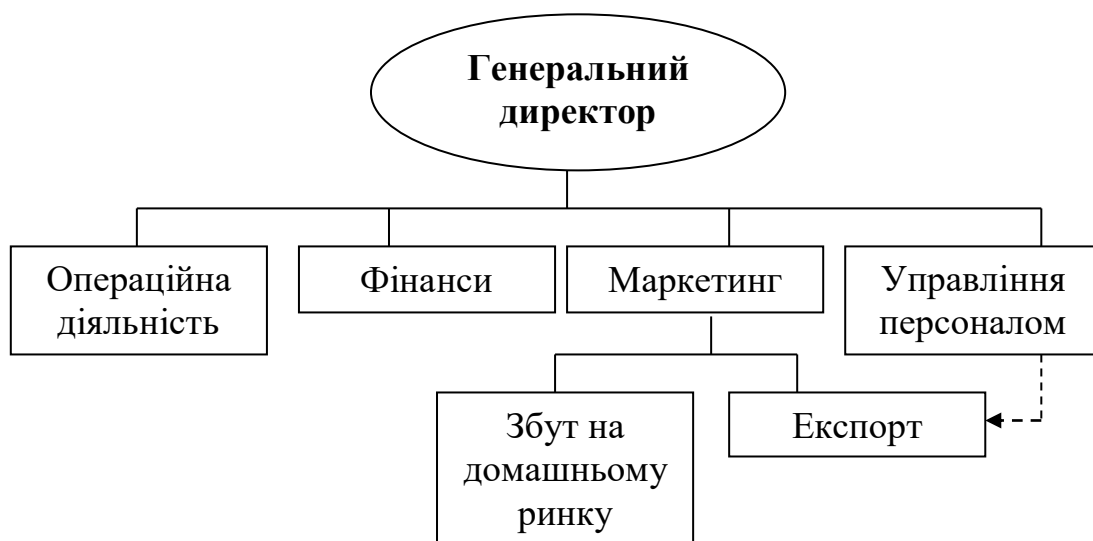 Генеральний
директор
Операційна
діяльність
Фінанси
Маркетинг
Управління
персоналом
Збут на
домашньому
ринку
Експорт